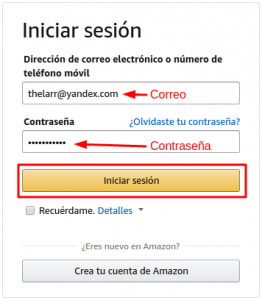 Iniciar sesión
Dirección de correo electrónico o número de
teléfono móvil
thelarr@yandex.com Correo
Contraseña ¿Olvidaste tu contraseña?
••••••••••• Contraseña
Iniciar sesión
Recuérdame. Detalles
¿Eres nuevo en Amazon?
Crea tu cuenta de Amazon